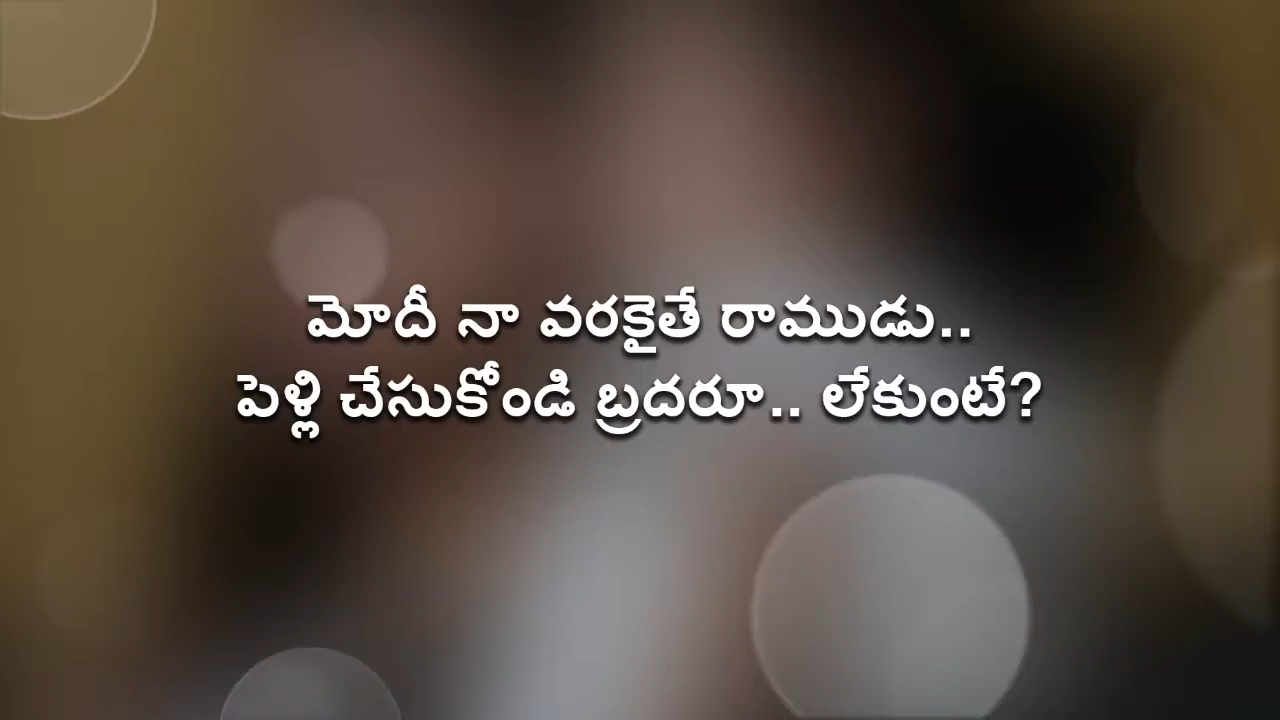 మోదీ నా వరకైతే రాముడు..
పెళ్లి చేసుకోండి బ్రదరూ.. లేకుంటే?